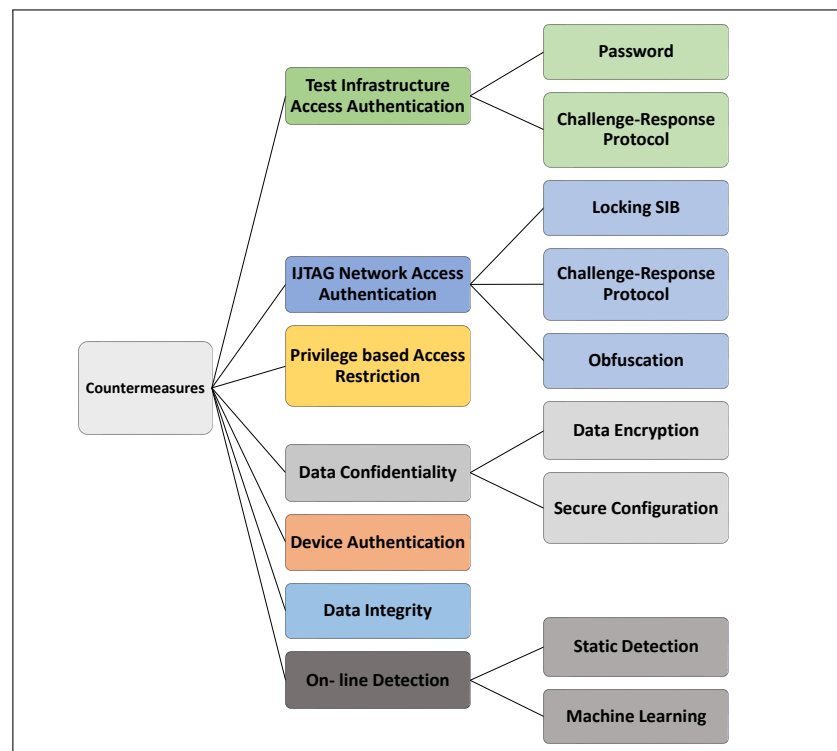 Password
Test Infrastructure
Access Authentication
Challenge-Response
Protocol
Locking SIB
IJTAG Network Access
Authentication
Challenge-Response
Protocol
Privilege based Access
Restriction
Obfuscation
Countermeasures
Data Encryption
Data Confidentiality
Secure Configuration
Device Authentication
Data Integrity
Static Detection
On- line Detection
Machine Learning